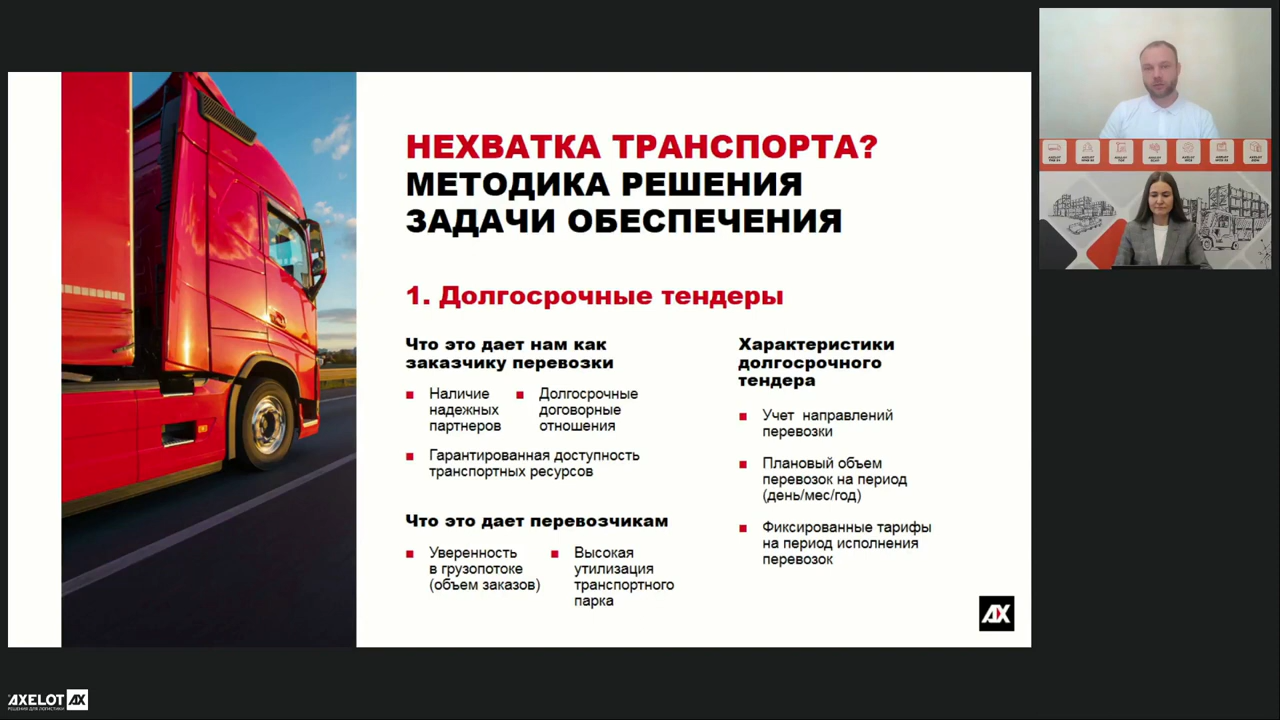 НЕХВАТКА ТРАНСПОРТА?
МЕТОДИКА РЕШЕНИЯ
ЗАДАЧИ ОБЕСПЕЧЕНИЯ
1. Долгосрочные тендеры
Что это дает нам как
заказчику перевозки
Наличие
надежных
партнеров
Долгосрочные
договорные
отношения
Гарантированная доступность
транспортных ресурсов
Что это дает перевозчикам
Уверенность
в грузопотоке
(объем заказов)
Высокая
утилизация
транспортного
парка
Характеристики
долгосрочного
тендера
Учет направлений
перевозки
Плановый объем
перевозок на период
(день/мес/год)
Фиксированные тарифы
на период исполнения
перевозок
AX
AXELOT AX
РЕШЕНИЯ ДЛЯ ЛОГИСТИКИ